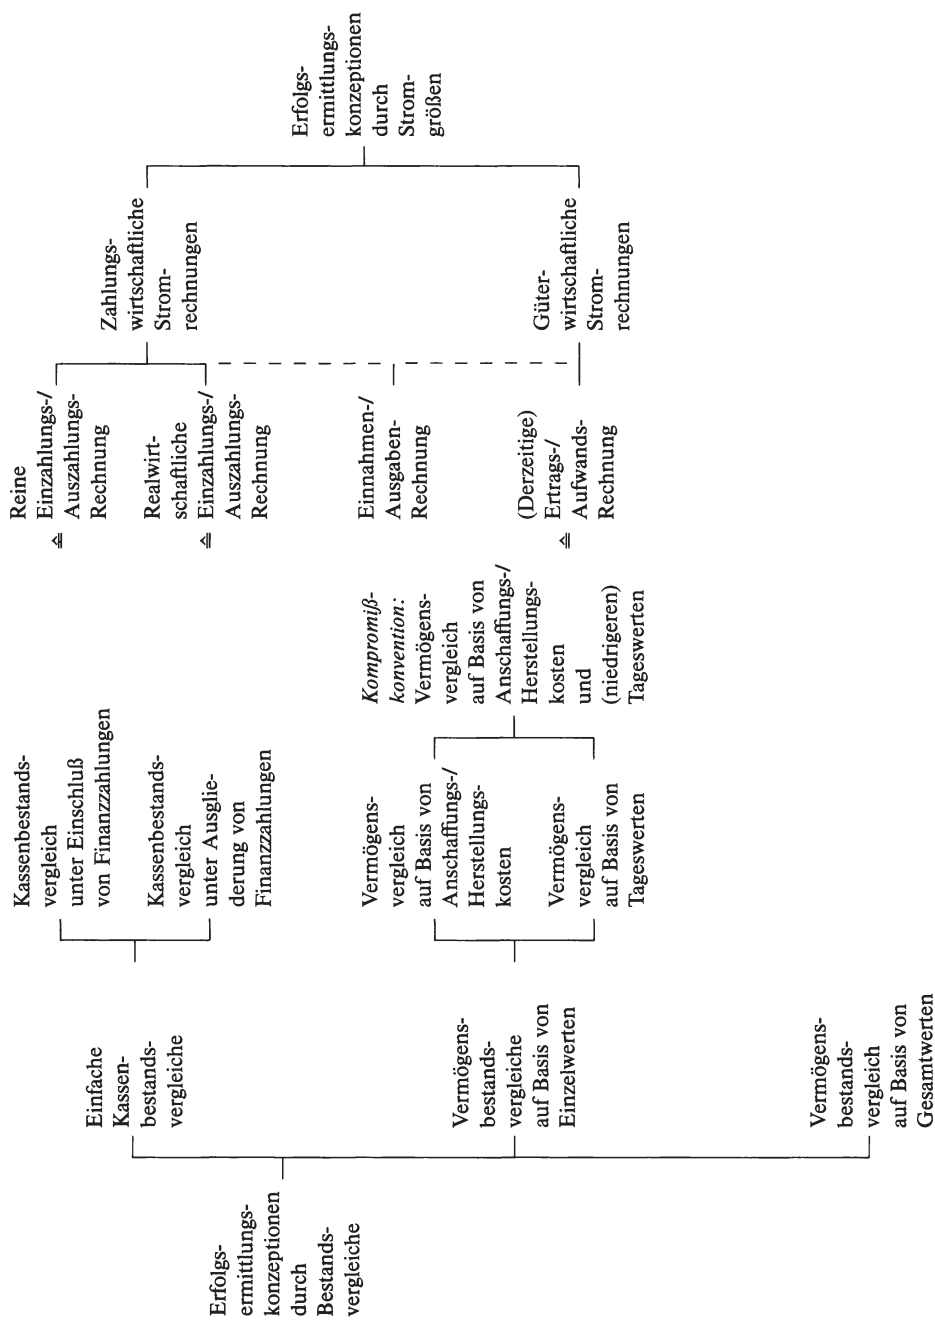 Erfolgs-
ermittlungs-
konzeptionen
durch
Bestands-
vergleiche
Einfache
Kassen-
bestands-
vergleiche
Vermögens-
bestands-
vergleiche
auf Basis von
Einzelwerten
Vermögens-
bestands-
vergleich
auf Basis von
Gesamtwerten
Kassenbestands-
vergleich
unter Einschluß
von Finanzzahlungen
Kassenbestands-
vergleich
unter Ausglie-
derung von
Finanzzahlungen
Vermögens-
vergleich
auf Basis von
Anschaffungs-/
Herstellungs-
kosten
Vermögens-
vergleich
auf Basis von
Tageswerten
Kompromiß-
konvention:
Vermögens-
vergleich
auf Basis von
Anschaffungs-/
Herstellungs-
kosten
und
(niedrigeren)
Tageswerten
≙
≙
≙
Reine
Einzahlungs-/
Auszahlungs-
Rechnung
Realwirt-
schaftliche
Einzahlungs-/
Auszahlungs-
Rechnung
Einnahmen-/
Ausgaben-
Rechnung
(Derzeitige)
Ertrags-/
Aufwands-
Rechnung
Zahlungs-
wirtschaftliche
Strom-
rechnungen
Güter-
wirtschaftliche
Strom-
rechnungen
Erfolgs-
ermittlungs-
konzeptionen
durch
Strom-
größen